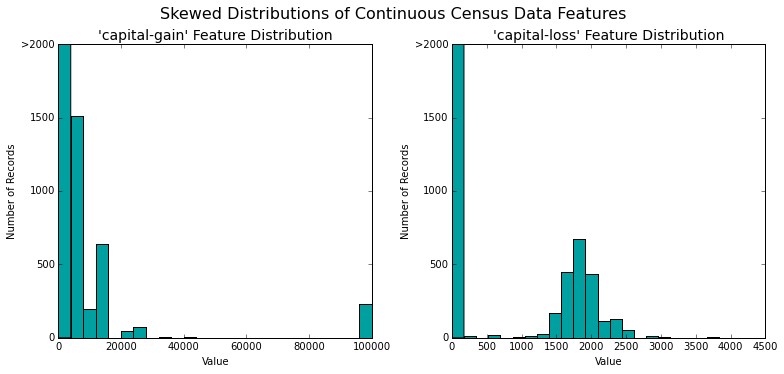 Skewed Distributions of Continuous Census Data Features
'capital-gain' Feature Distribution
>2000
1500
1000
500
0
Number of Records
0 20000 40000 60000 80000 100000
Value
'capital-loss' Feature Distribution
>2000
1500
1000
500
0
Number of Records
0 500 1000 1500 2000 2500 3000 3500 4000 4500
Value